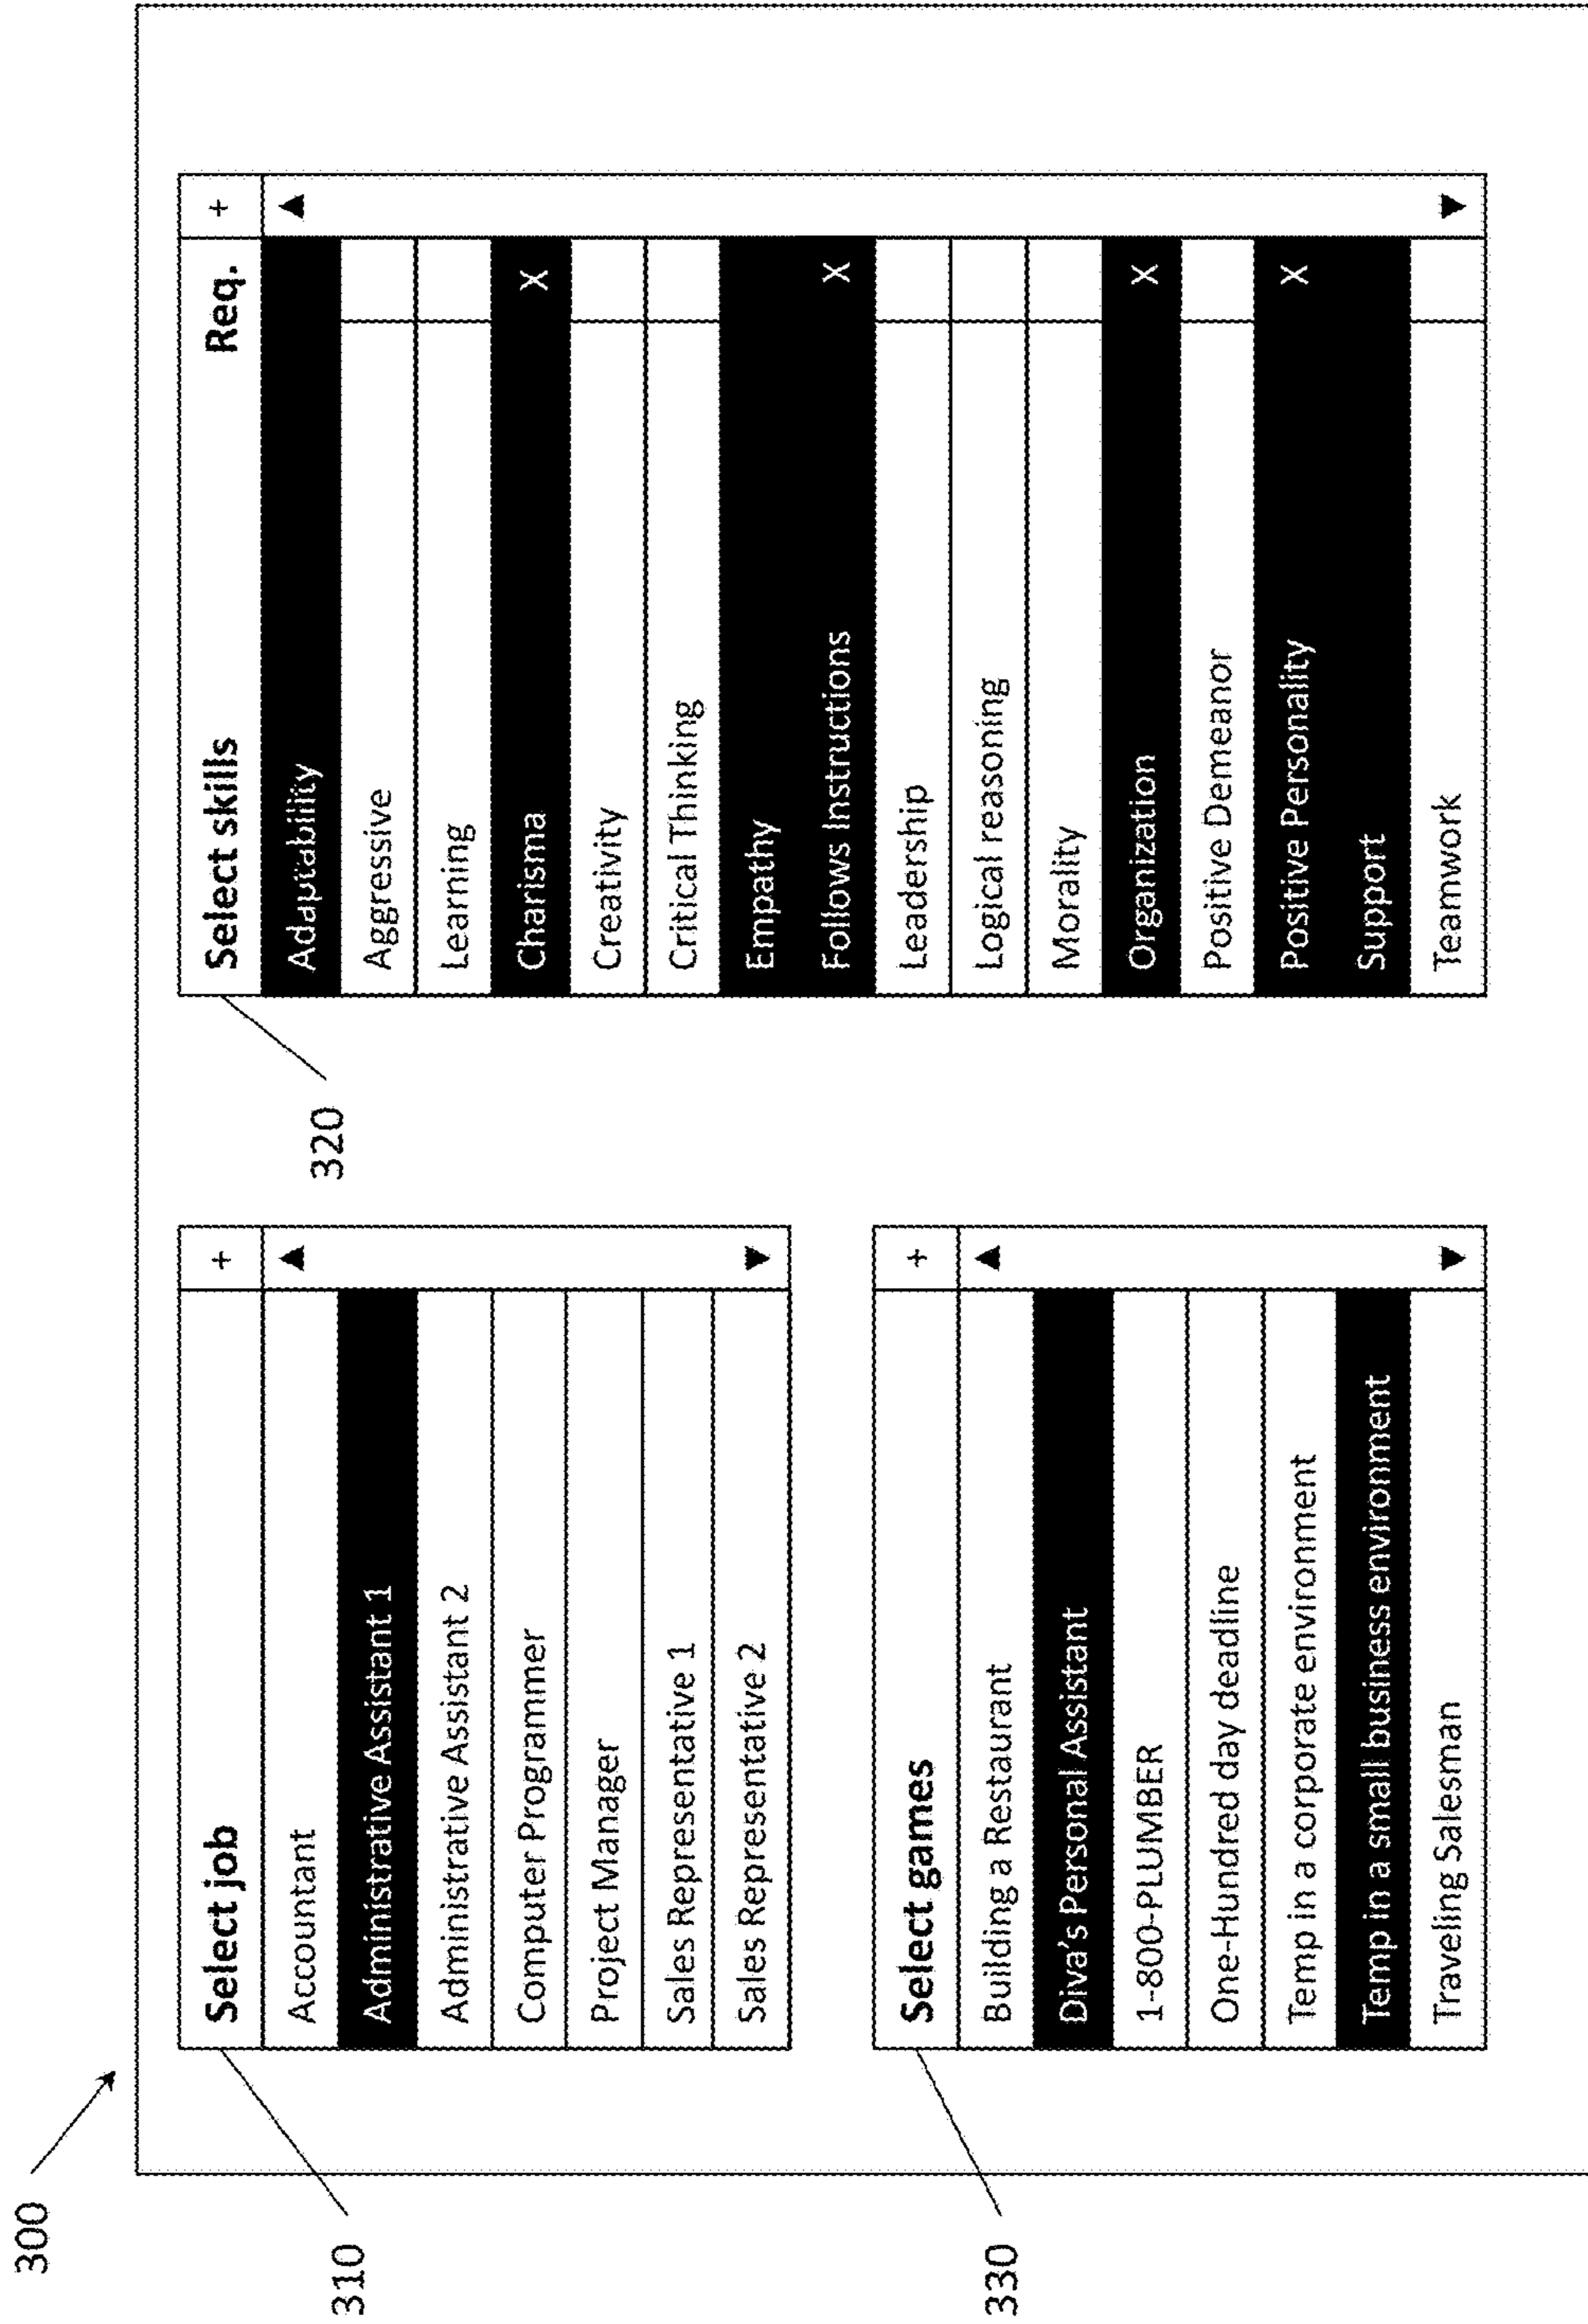 300
310
Select job +
Accountant
Administrative Assistant 1
Administrative Assistant 2
Computer Programmer
Project Manager
Sales Representative 1
Sales Representative 2
330
Select games +
Building a Restaurant
Diva's Personal Assistant
1-800-PLUMBER
One-Hundred day deadline
Temp in a corporate environment
Temp in a small business environment
Traveling Salesman
320
Select skills Req. +
Adaptability
Aggressive
Learning
Charisma X
Creativity
Critical Thinking
Empathy
Follows Instructions X
Leadership
Logical reasoning
Morality
Organization X
Positive Demeanor
Positive Personality X
Support
Teamwork